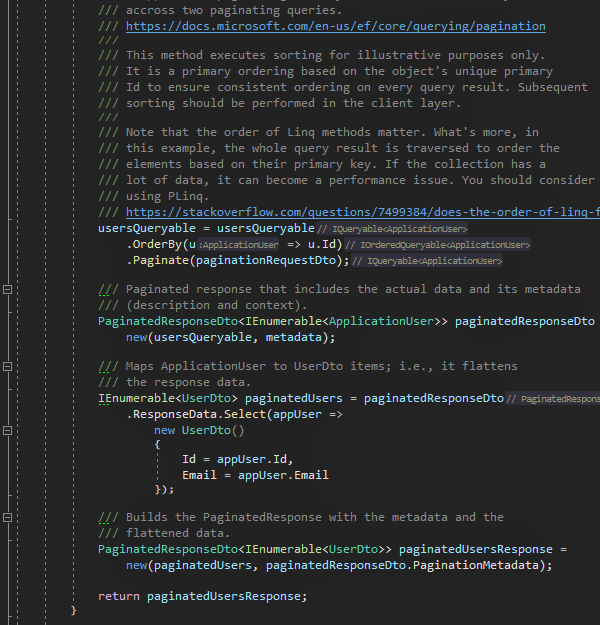 /// accross two paginating queries.
/// https://docs.microsoft.com/en-us/ef/core/querying/pagination
///
/// This method executes sorting for illustrative purposes only.
/// It is a primary ordering based on the object's unique primary
/// Id to ensure consistent ordering on every query result. Subsequent
/// sorting should be performed in the client layer.
///
/// Note that the order of Linq methods matter. What's more, in
/// this example, the whole query result is traversed to order the
/// elements based on their primary key. If the collection has a
/// lot of data, it can become a performance issue. You should consider
/// using PLinq.
/// https://stackoverflow.com/questions/7499384/does-the-order-of-linq-f
usersQueryable = usersQueryable // IQueryable<ApplicationUser>
.OrderBy(u :ApplicationUser => u.Id) // IOrderedQueryable<ApplicationUser>
.Paginate(paginationRequestDto); // IQueryable<ApplicationUser>
/// Paginated response that includes the actual data and its metadata
/// (description and context).
PaginatedResponseDto<IEnumerable<ApplicationUser>> paginatedResponseDto
new(usersQueryable, metadata);
/// Maps ApplicationUser to UserDto items; i.e., it flattens
/// the response data.
IEnumerable<UserDto> paginatedUsers = paginatedResponseDto // PaginatedRespons
.ResponseData.Select(appUser =>
new UserDto()
{
Id = appUser.Id,
Email = appUser.Email
});
/// Builds the PaginatedResponse with the metadata and the
/// flattened data.
PaginatedResponseDto<IEnumerable<UserDto>> paginatedUsersResponse =
new(paginatedUsers, paginatedResponseDto.PaginationMetadata);
return paginatedUsersResponse;
}